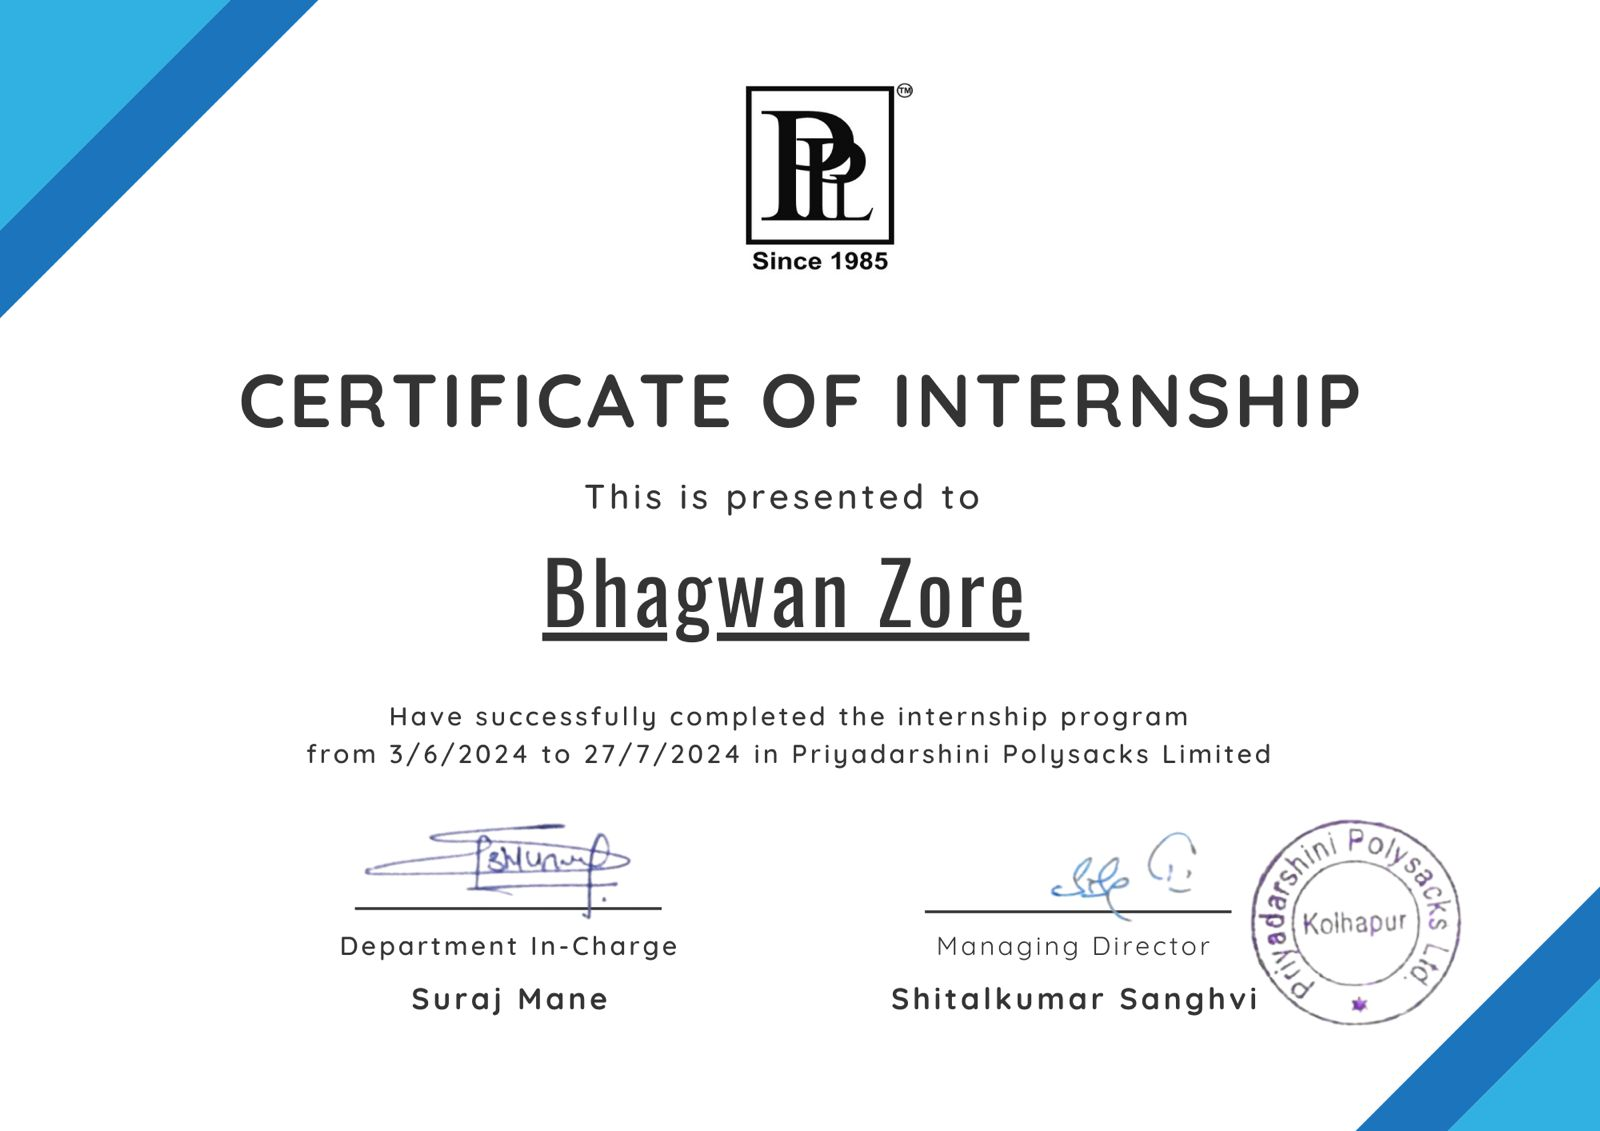 PPL
TM
Since 1985
CERTIFICATE OF INTERNSHIP
This is presented to
Bhagwan Zore
Have successfully completed the internship program
from 3/6/2024 to 27/7/2024 in Priyadarshini Polysacks Limited
Department In-Charge
Suraj Mane
Managing Director
Shitalkumar Sanghvi
Priyadarshini Polysacks Ltd.
Kolhapur